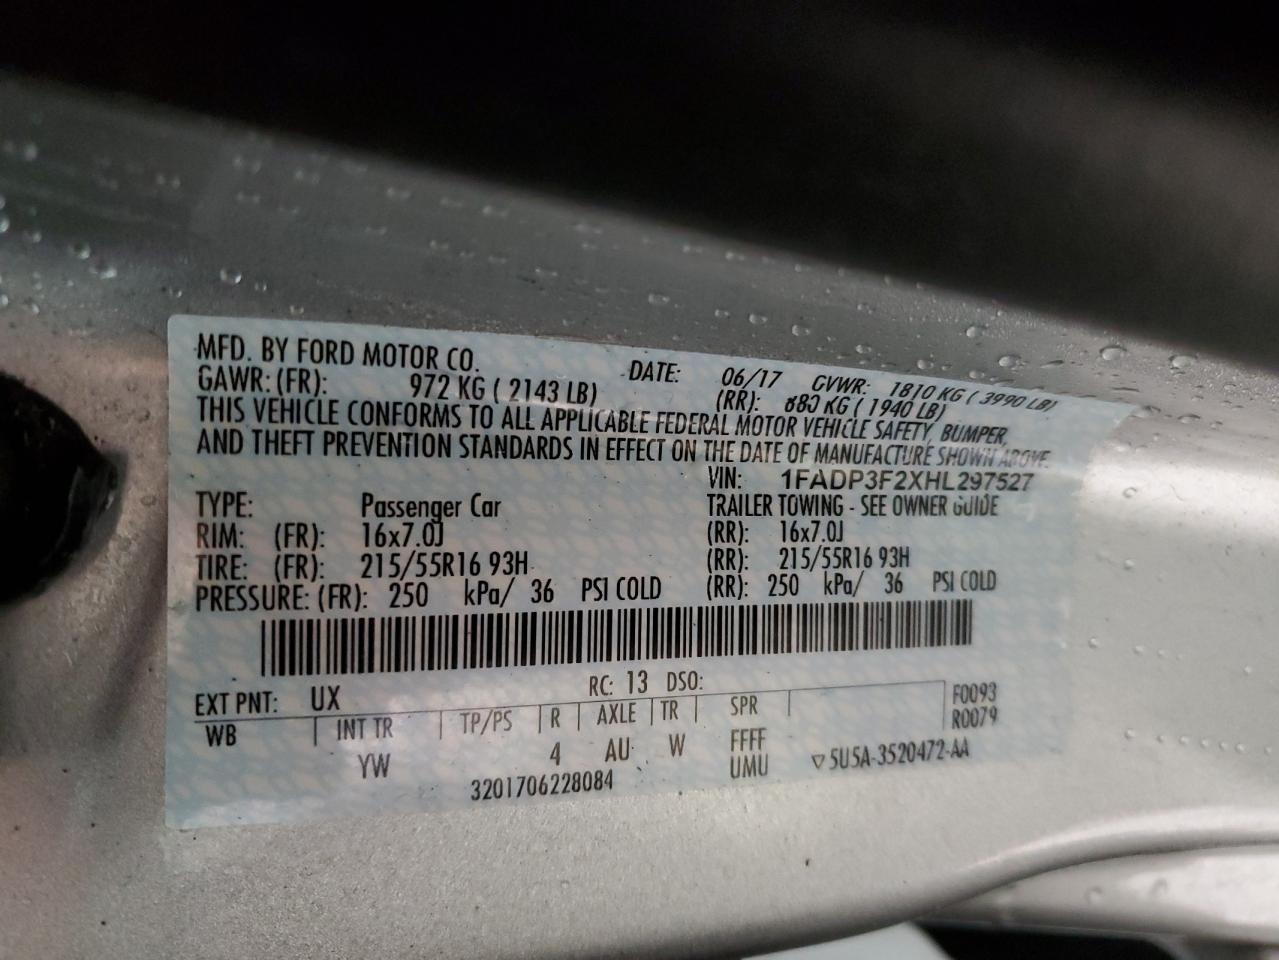 MFD. BY FORD MOTOR CO. DATE: 06/17 GVWR: 1810 KG ( 3990 LB)
GAWR: (FR): 972 KG ( 2143 LB) (RR): 880 KG ( 1940 LB)
THIS VEHICLE CONFORMS TO ALL APPLICABLE FEDERAL MOTOR VEHICLE SAFETY, BUMPER,
AND THEFT PREVENTION STANDARDS IN EFFECT ON THE DATE OF MANUFACTURE SHOWN ABOVE.
VIN: 1FADP3F2XHL297527
TYPE: Passenger Car TRAILER TOWING - SEE OWNER GUIDE
RIM: (FR): 16x7.0J (RR): 16x7.0J
TIRE: (FR): 215/55R16 93H (RR): 215/55R16 93H
PRESSURE: (FR): 250 kPa/ 36 PSI COLD (RR): 250 kPa/ 36 PSI COLD
EXT PNT: UX RC: 13 DSO: F0093
WB INT TR TP/PS R AXLE TR SPR R0079
YW 4 AU W FFFF
3201706228084 UMU ▽5U5A-3520472-AA